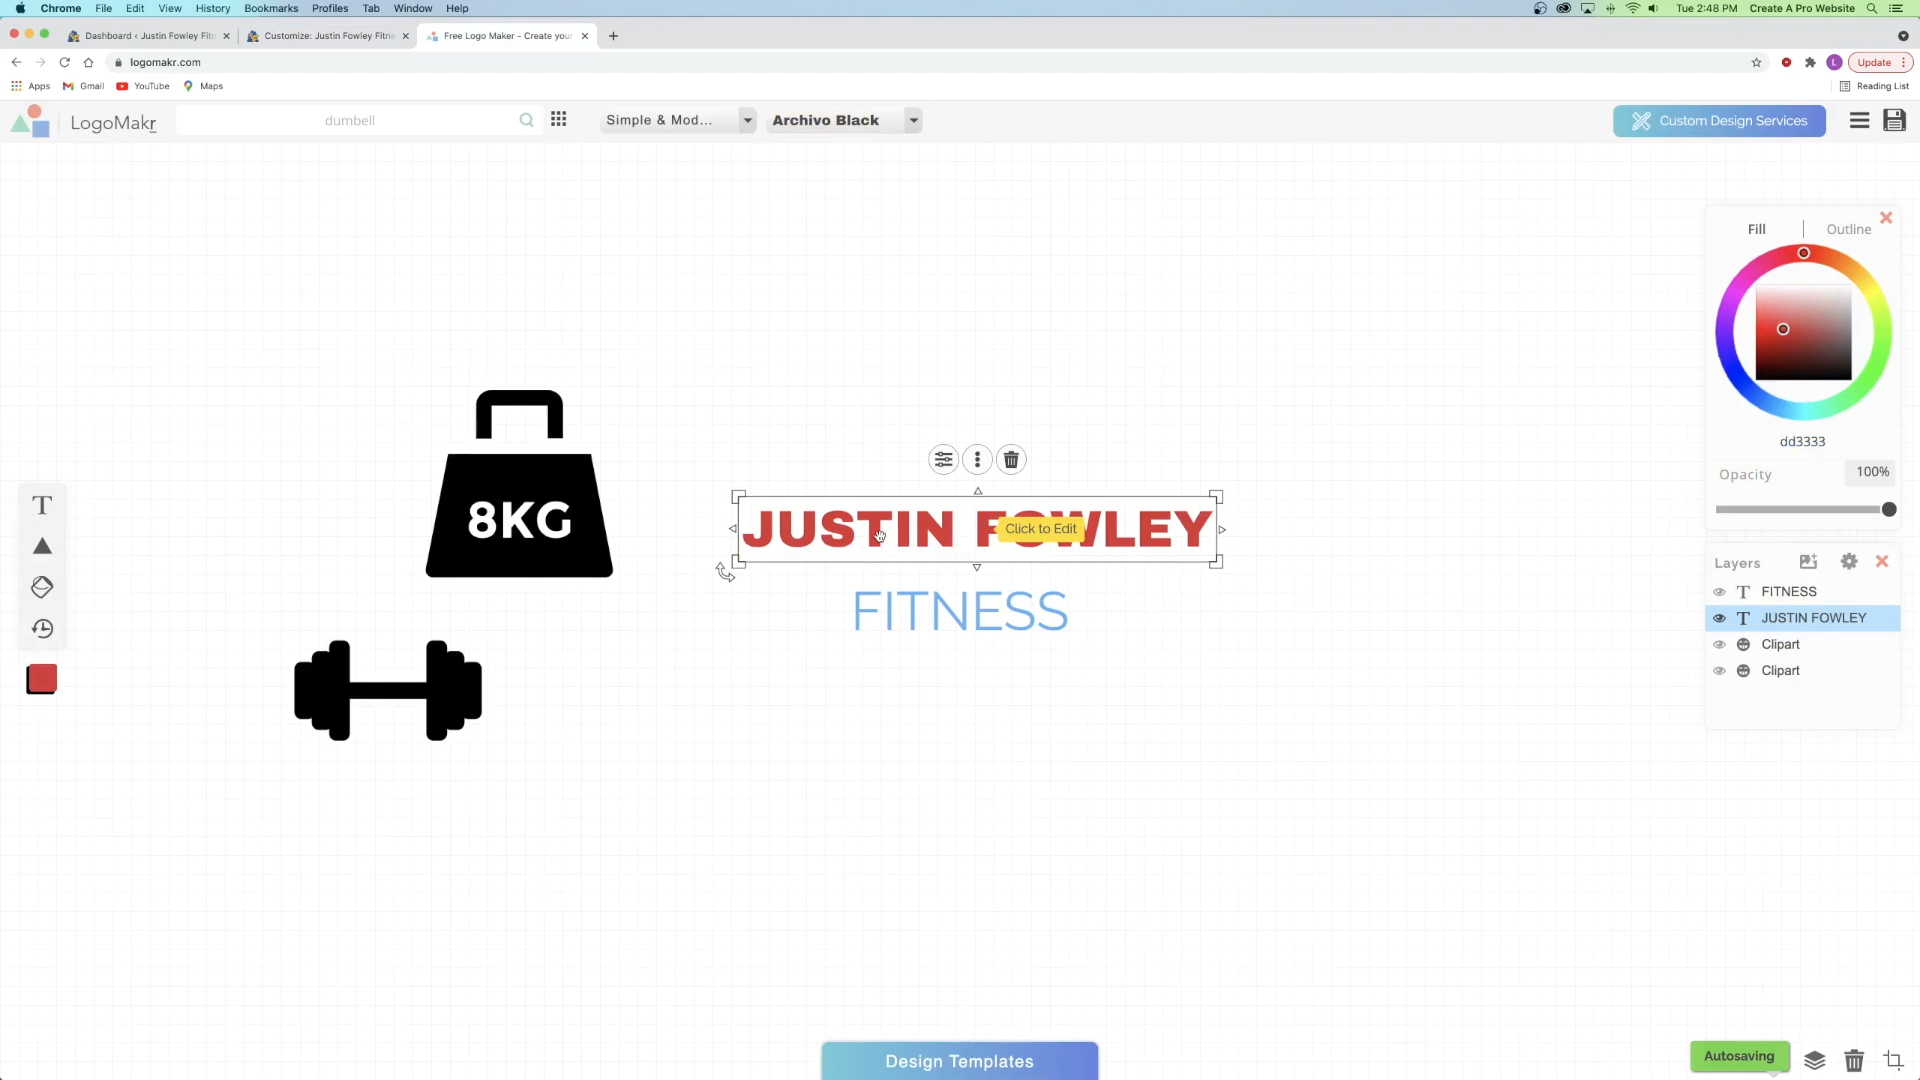 Chrome File Edit View History Bookmarks Profiles Tab Window Help Tue 2:48 PM Create A Pro Website
Dashboard ‹ Justin Fowley Fitn Customize: Justin Fowley Fitne Free Logo Maker - Create your
logomakr.com L Update
Apps Gmail YouTube Maps Reading List
LogoMakr dumbell Simple & Mod... Archivo Black Custom Design Services
Fill Outline
dd3333
Opacity 100%
8KG
JUSTIN FOWLEY
Click to Edit
FITNESS
T
Layers
T FITNESS
T JUSTIN FOWLEY
Clipart
Clipart
Design Templates
Autosaving